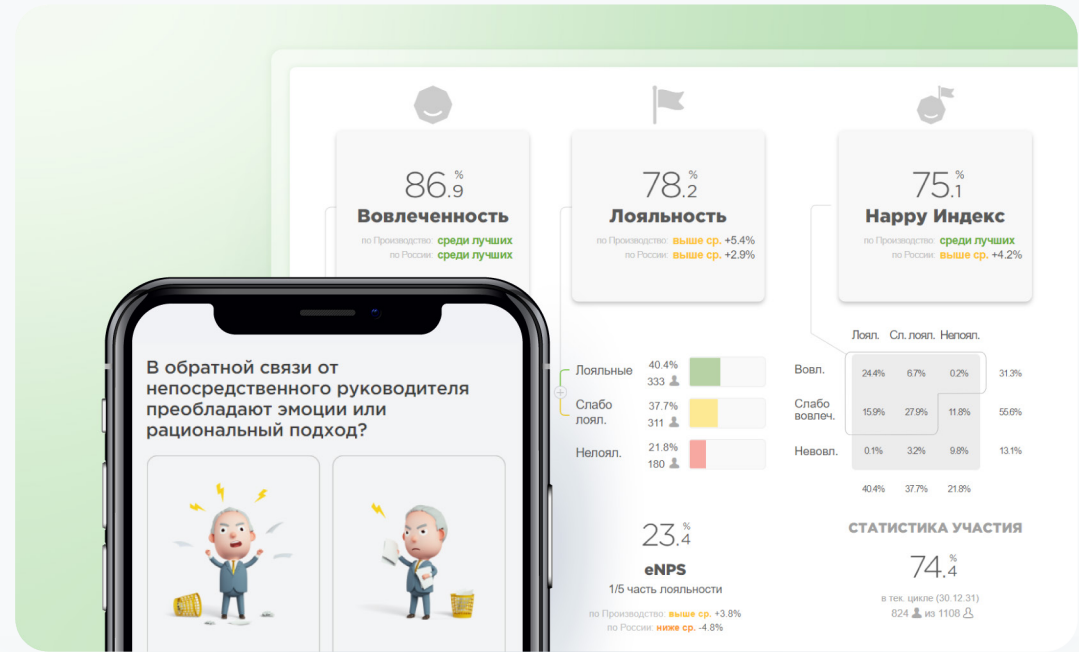 86.9%
Вовлеченность
по Производство: среди лучших
по России: среди лучших
78.2%
Лояльность
по Производство: выше ср. +5.4%
по России: выше ср. +2.9%
75.1%
Happy Индекс
по Производство: среди лучших
по России: выше ср. +4.2%
В обратной связи от
непосредственного руководителя
преобладают эмоции или
рациональный подход?
Лояльные 40.4%
333
Слабо
лоял. 37.7%
311
Нелоял. 21.8%
180
23.4%
eNPS
1/5 часть лояльности
по Производство: выше ср. +3.8%
по России: ниже ср. -4.8%
Лоял. Сл. лоял. Нелоял.
Вовл. 24.4% 6.7% 0.2% 31.3%
Слабо
вовлеч. 15.9% 27.9% 11.8% 55.6%
Невовл. 0.1% 3.2% 9.8% 13.1%
40.4% 37.7% 21.8%
СТАТИСТИКА УЧАСТИЯ
74.4%
в тек. цикле (30.12.31)
824 из 1108